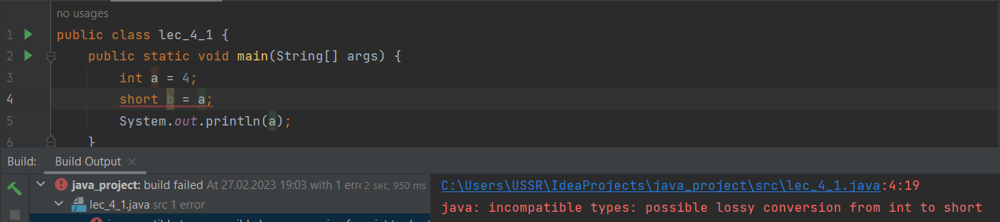 no usages
1 public class lec_4_1 {
2 public static void main(String[] args) {
3 int a = 4;
4 short b = a;
5 System.out.println(a);
6 }
Build: Build Output ×
java_project: build failed At 27.02.2023 19:03 with 1 erro 2 sec, 950 ms
lec_4_1.java src 1 error
C:\Users\USSR\IdeaProjects\java_project\src\lec_4_1.java:4:19
java: incompatible types: possible lossy conversion from int to short